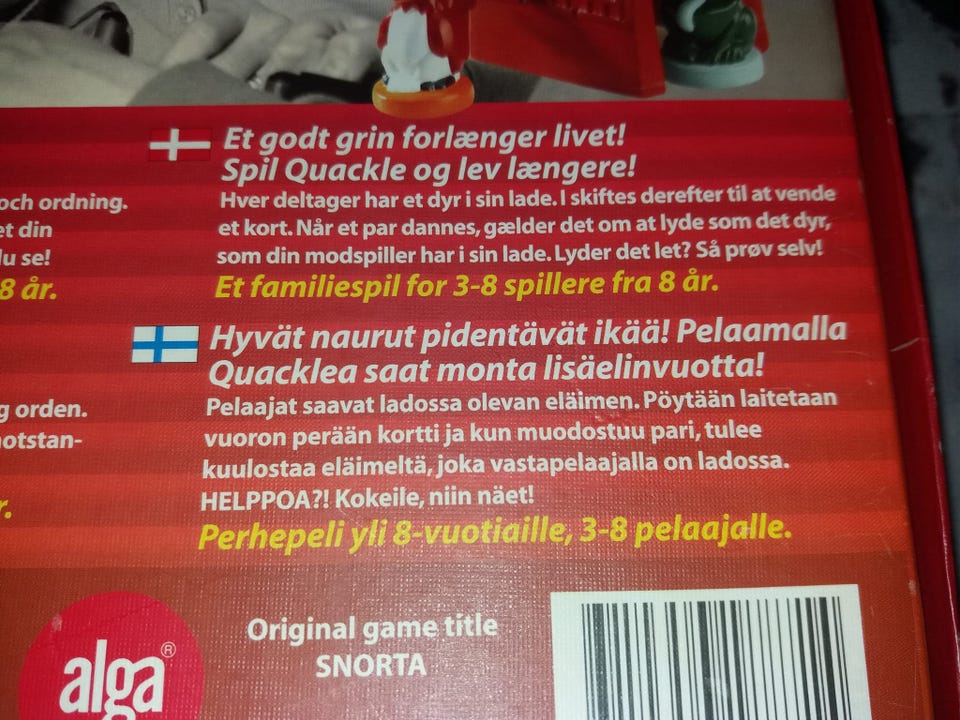 och ordning.
et din
du se!
8 år.
Et godt grin forlænger livet!
Spil Quackle og lev længere!
Hver deltager har et dyr i sin lade. I skiftes derefter til at vende
et kort. Når et par dannes, gælder det om at lyde som det dyr,
som din modspiller har i sin lade. Lyder det let? Så prøv selv!
Et familiespil for 3-8 spillere fra 8 år.
g orden.
notstan-
r.
Hyvät naurut pidentävät ikää! Pelaamalla
Quacklea saat monta lisäelinvuotta!
Pelaajat saavat ladossa olevan eläimen. Pöytään laitetaan
vuoron perään kortti ja kun muodostuu pari, tulee
kuulostaa eläimeltä, joka vastapelaajalla on ladossa.
HELPPOA?! Kokeile, niin näet!
Perhepeli yli 8-vuotiaille, 3-8 pelaajalle.
alga®
Original game title
SNORTA